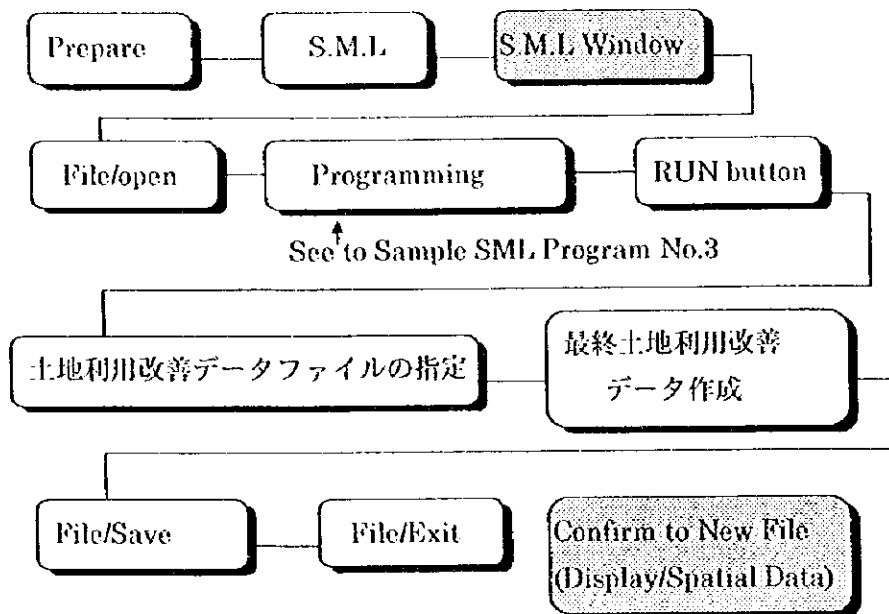 Prepare
S.M.L
S.M.L Window
File/open
Programming
RUN button
See to Sample SML Program No.3
土地利用改善データファイルの指定
最終土地利用改善
データ作成
File/Save
File/Exit
Confirm to New File
(Display/Spatial Data)